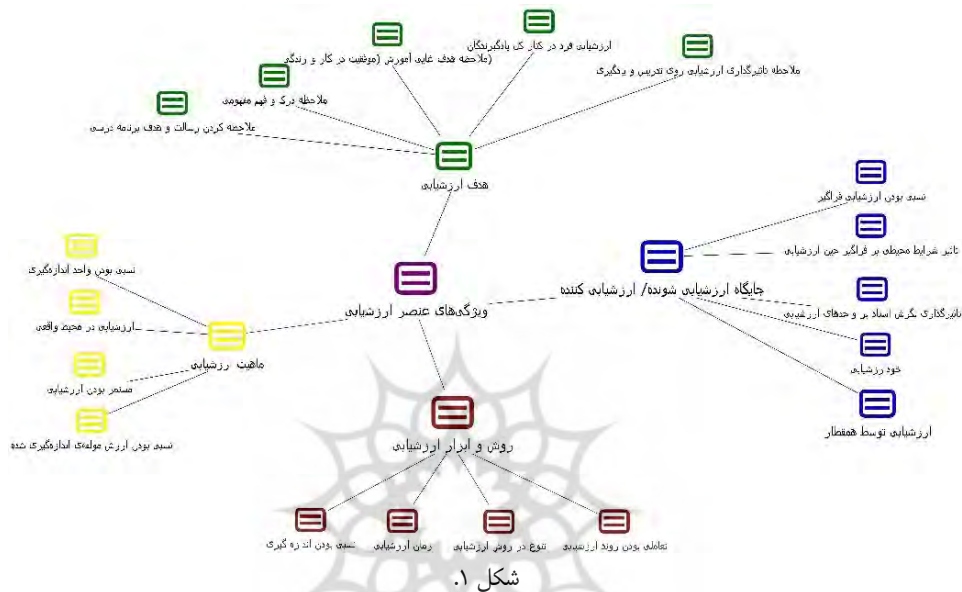 ارزشیابی فرد در کنار کل یادگیرندگان
(ملاحظه هدف غایی آموزش (موفقیت در کار و زندگی
ملاحظه تاثیرگذاری ارزشیابی روی تدریس و یادگیری
ملاحظه درک و فهم مفهومی
ملاحظه کردن رسالت و هدف برنامه درسی
هدف ارزشیابی
نسبی بودن ارزشیابی فراگیر
تاثیر شرایط محیطی بر فراگیر حین ارزشیابی
جایگاه ارزشیابی شونده/ ارزشیابی کننده
تاثیرگذاری نگرش استاد بر واحدهای ارزشیابی
خود ارزشیابی
ارزشیابی توسط همقطار
ویژگی‌های عنصر ارزشیابی
نسبی بودن واحد اندازه‌گیری
ارزشیابی در محیط واقعی
ماهیت ارزشیابی
مستمر بودن ارزشیابی
نسبی بودن ارزش مولفه‌ی اندازه‌گیری شده
روش و ابزار ارزشیابی
تعاملی بودن روند ارزشیابی
تنوع در روش ارزشیابی
زمان ارزشیابی
نسبی بودن اندازه گیری
شکل ۱.